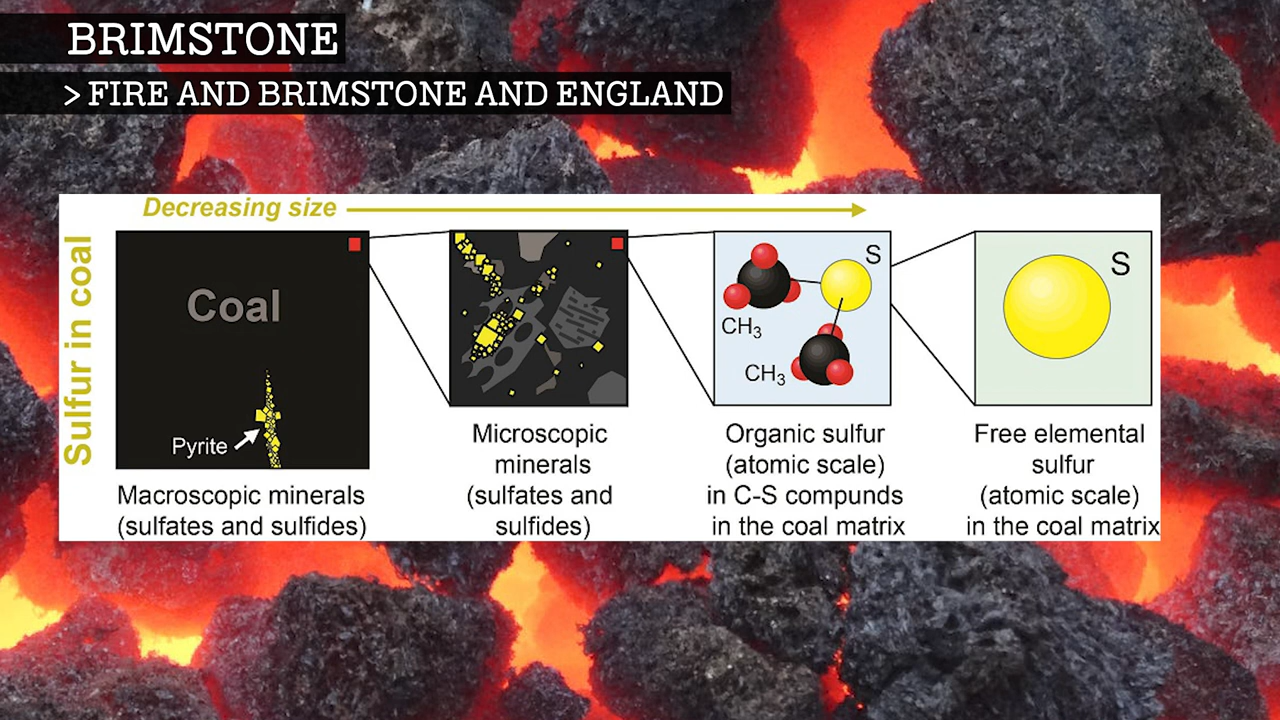 BRIMSTONE
> FIRE AND BRIMSTONE AND ENGLAND
Decreasing size
Sulfur in coal
Coal
Pyrite
Macroscopic minerals
(sulfates and sulfides)
Microscopic
minerals
(sulfates and
sulfides)
S
CH₃
CH₃
Organic sulfur
(atomic scale)
in C-S compunds
in the coal matrix
S
Free elemental
sulfur
(atomic scale)
in the coal matrix